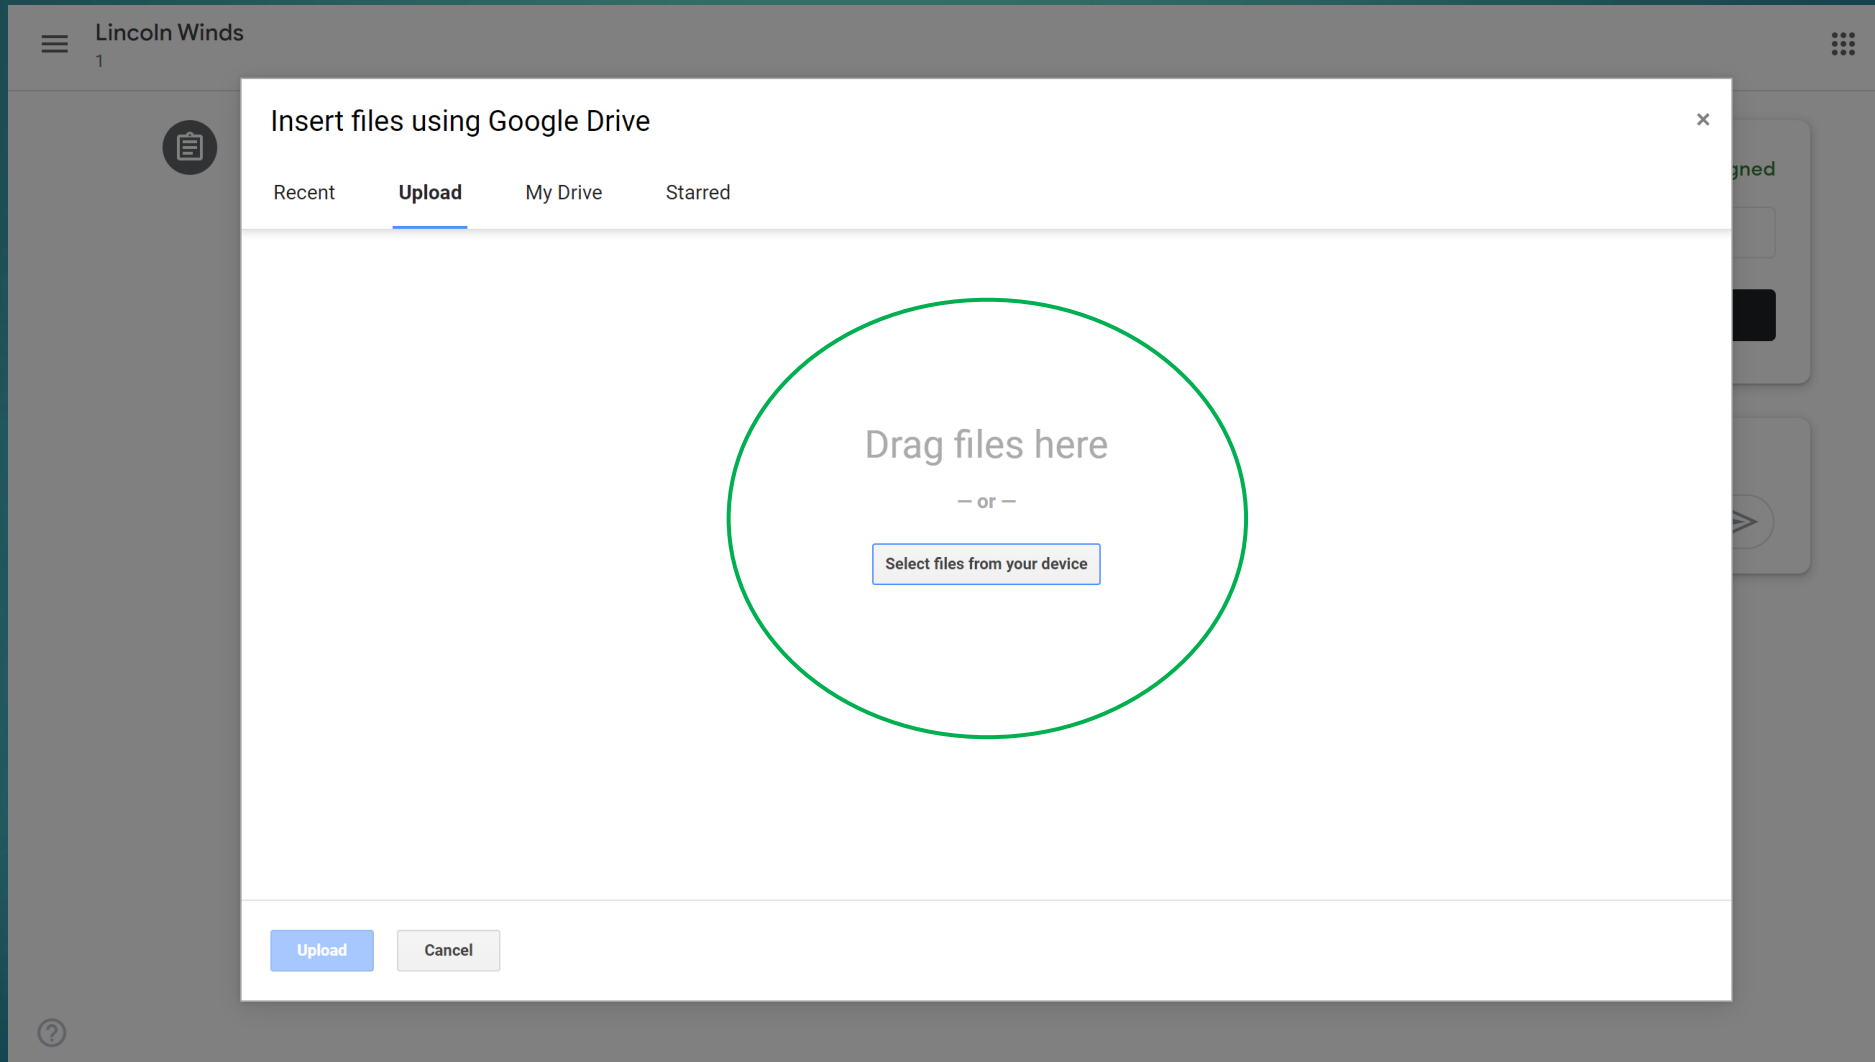 Lincoln Winds
1
Insert files using Google Drive
×
Recent
Upload
My Drive
Starred
gned
Drag files here
— or —
Select files from your device
Upload
Cancel
?